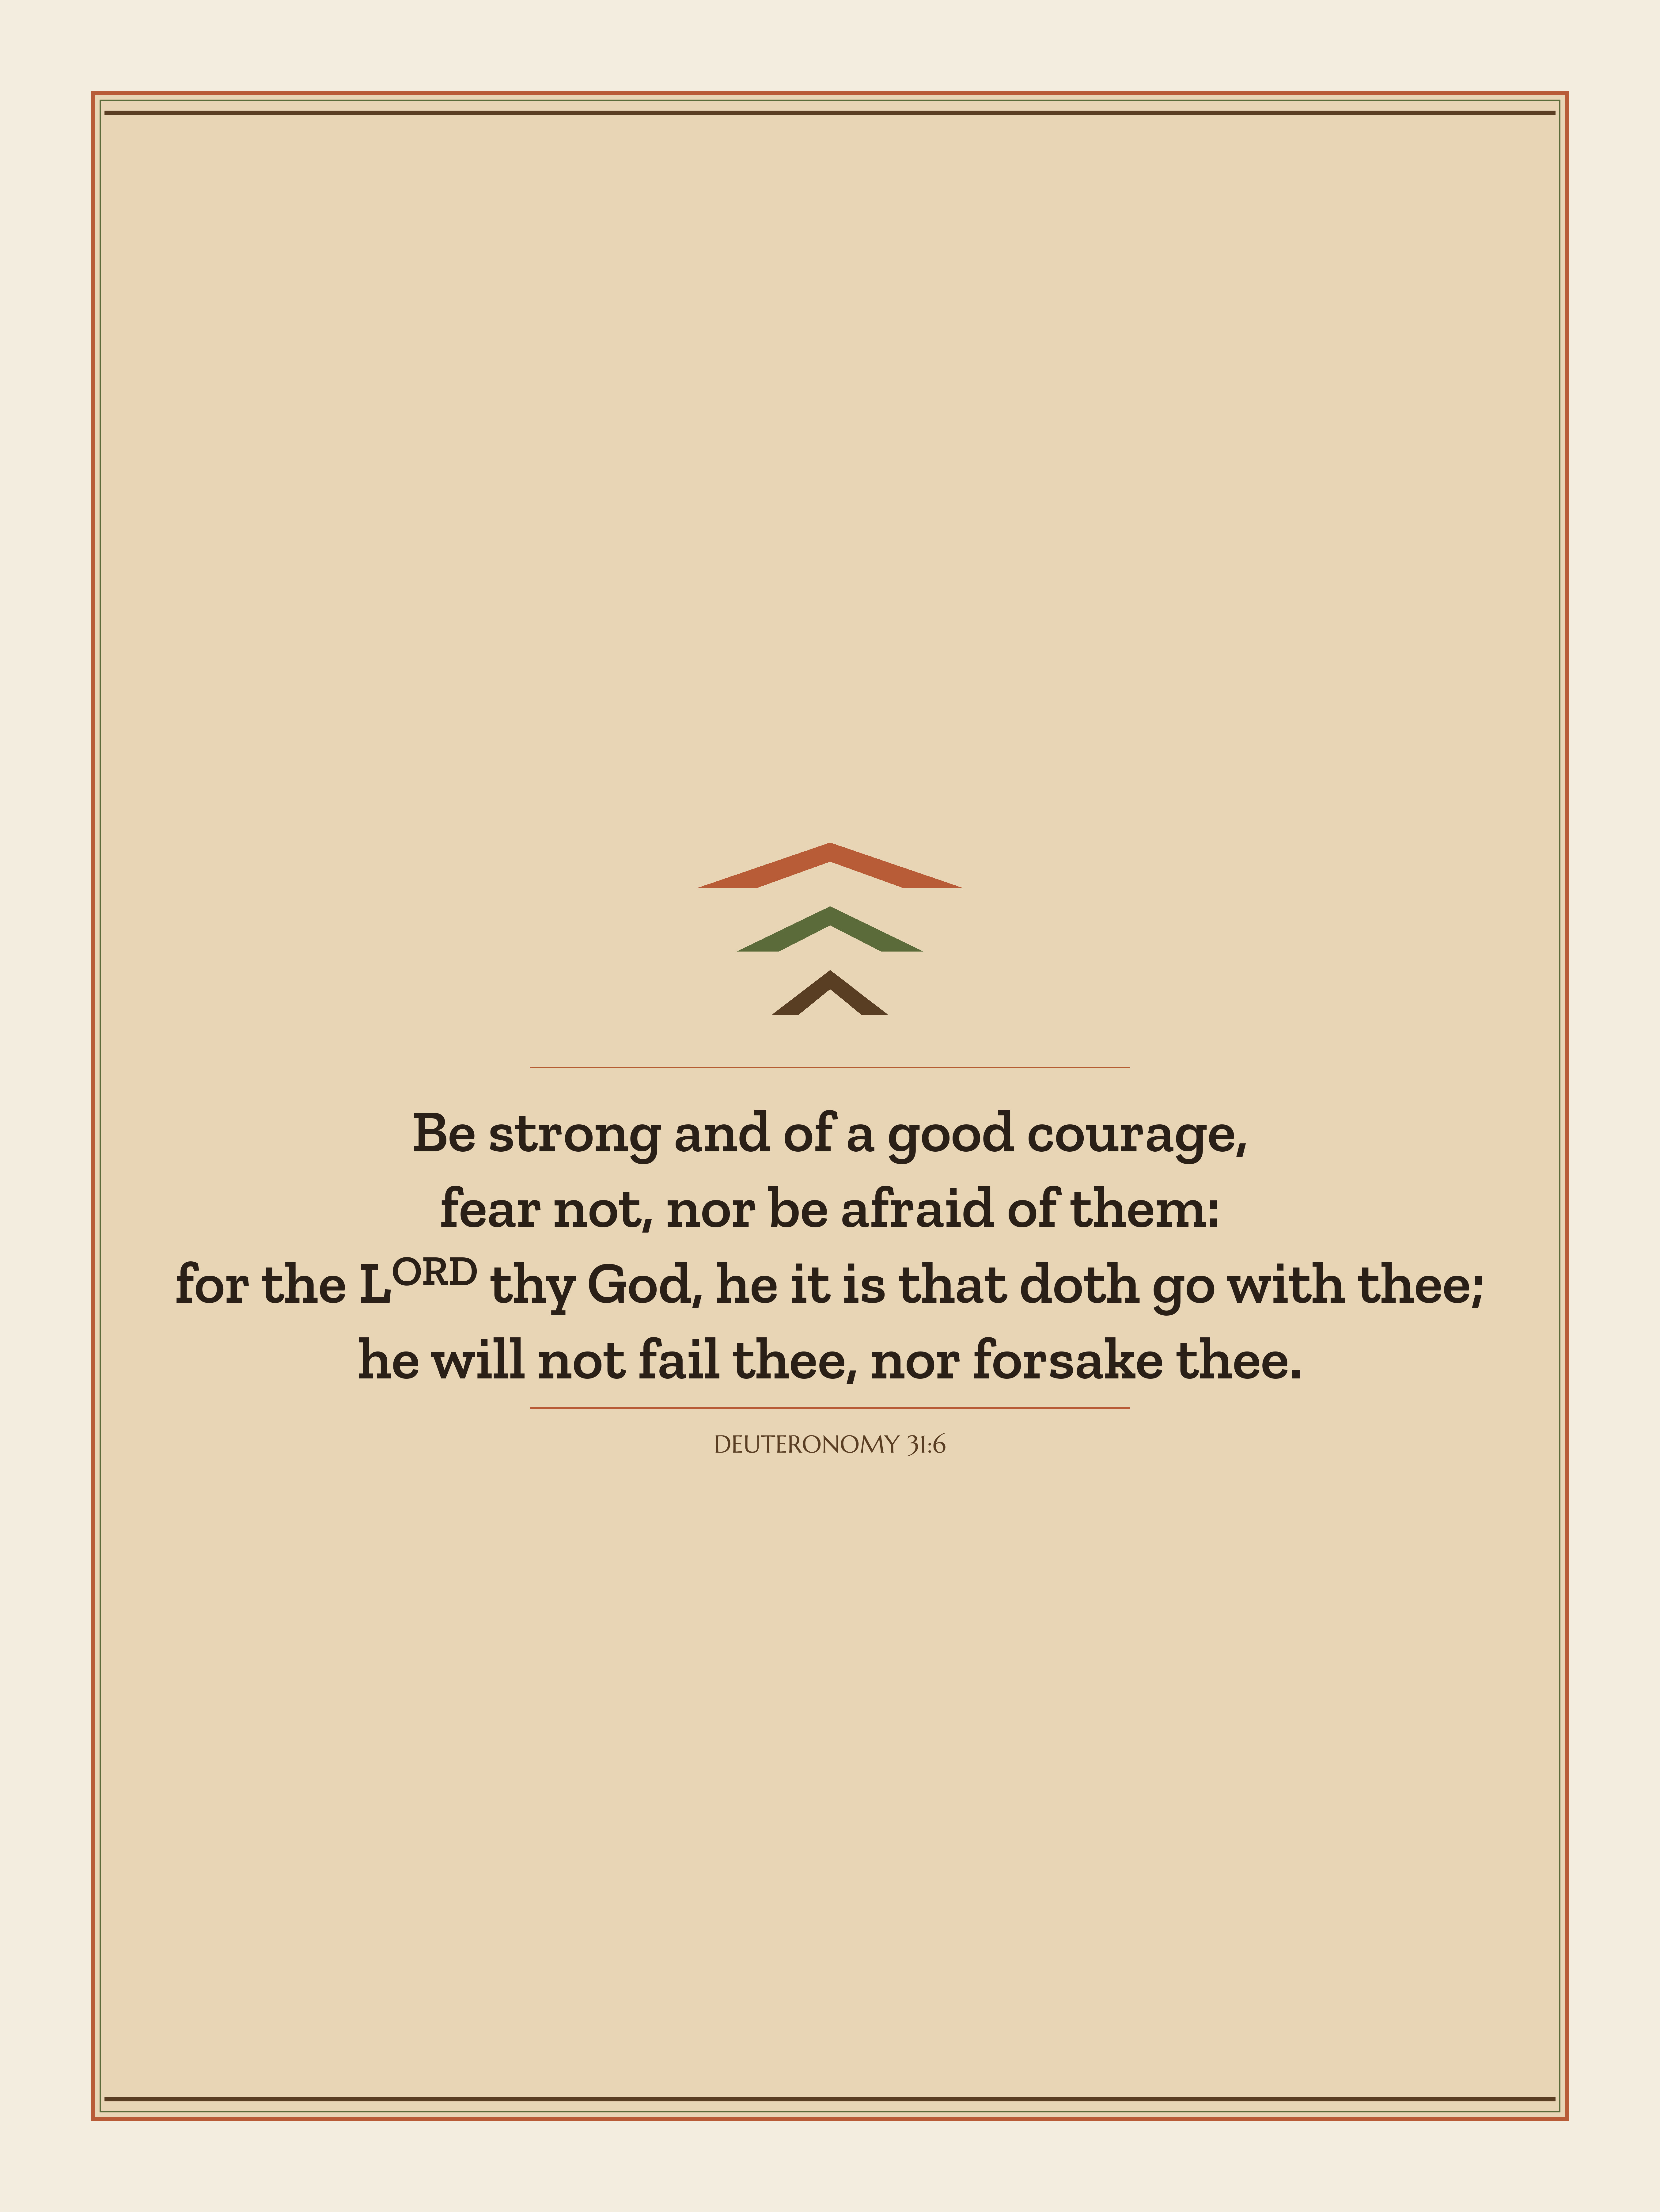 Be strong and of a good courage,
fear not, nor be afraid of them:
for the LORD thy God, he it is that doth go with thee;
he will not fail thee, nor forsake thee.
DEUTERONOMY 31:6